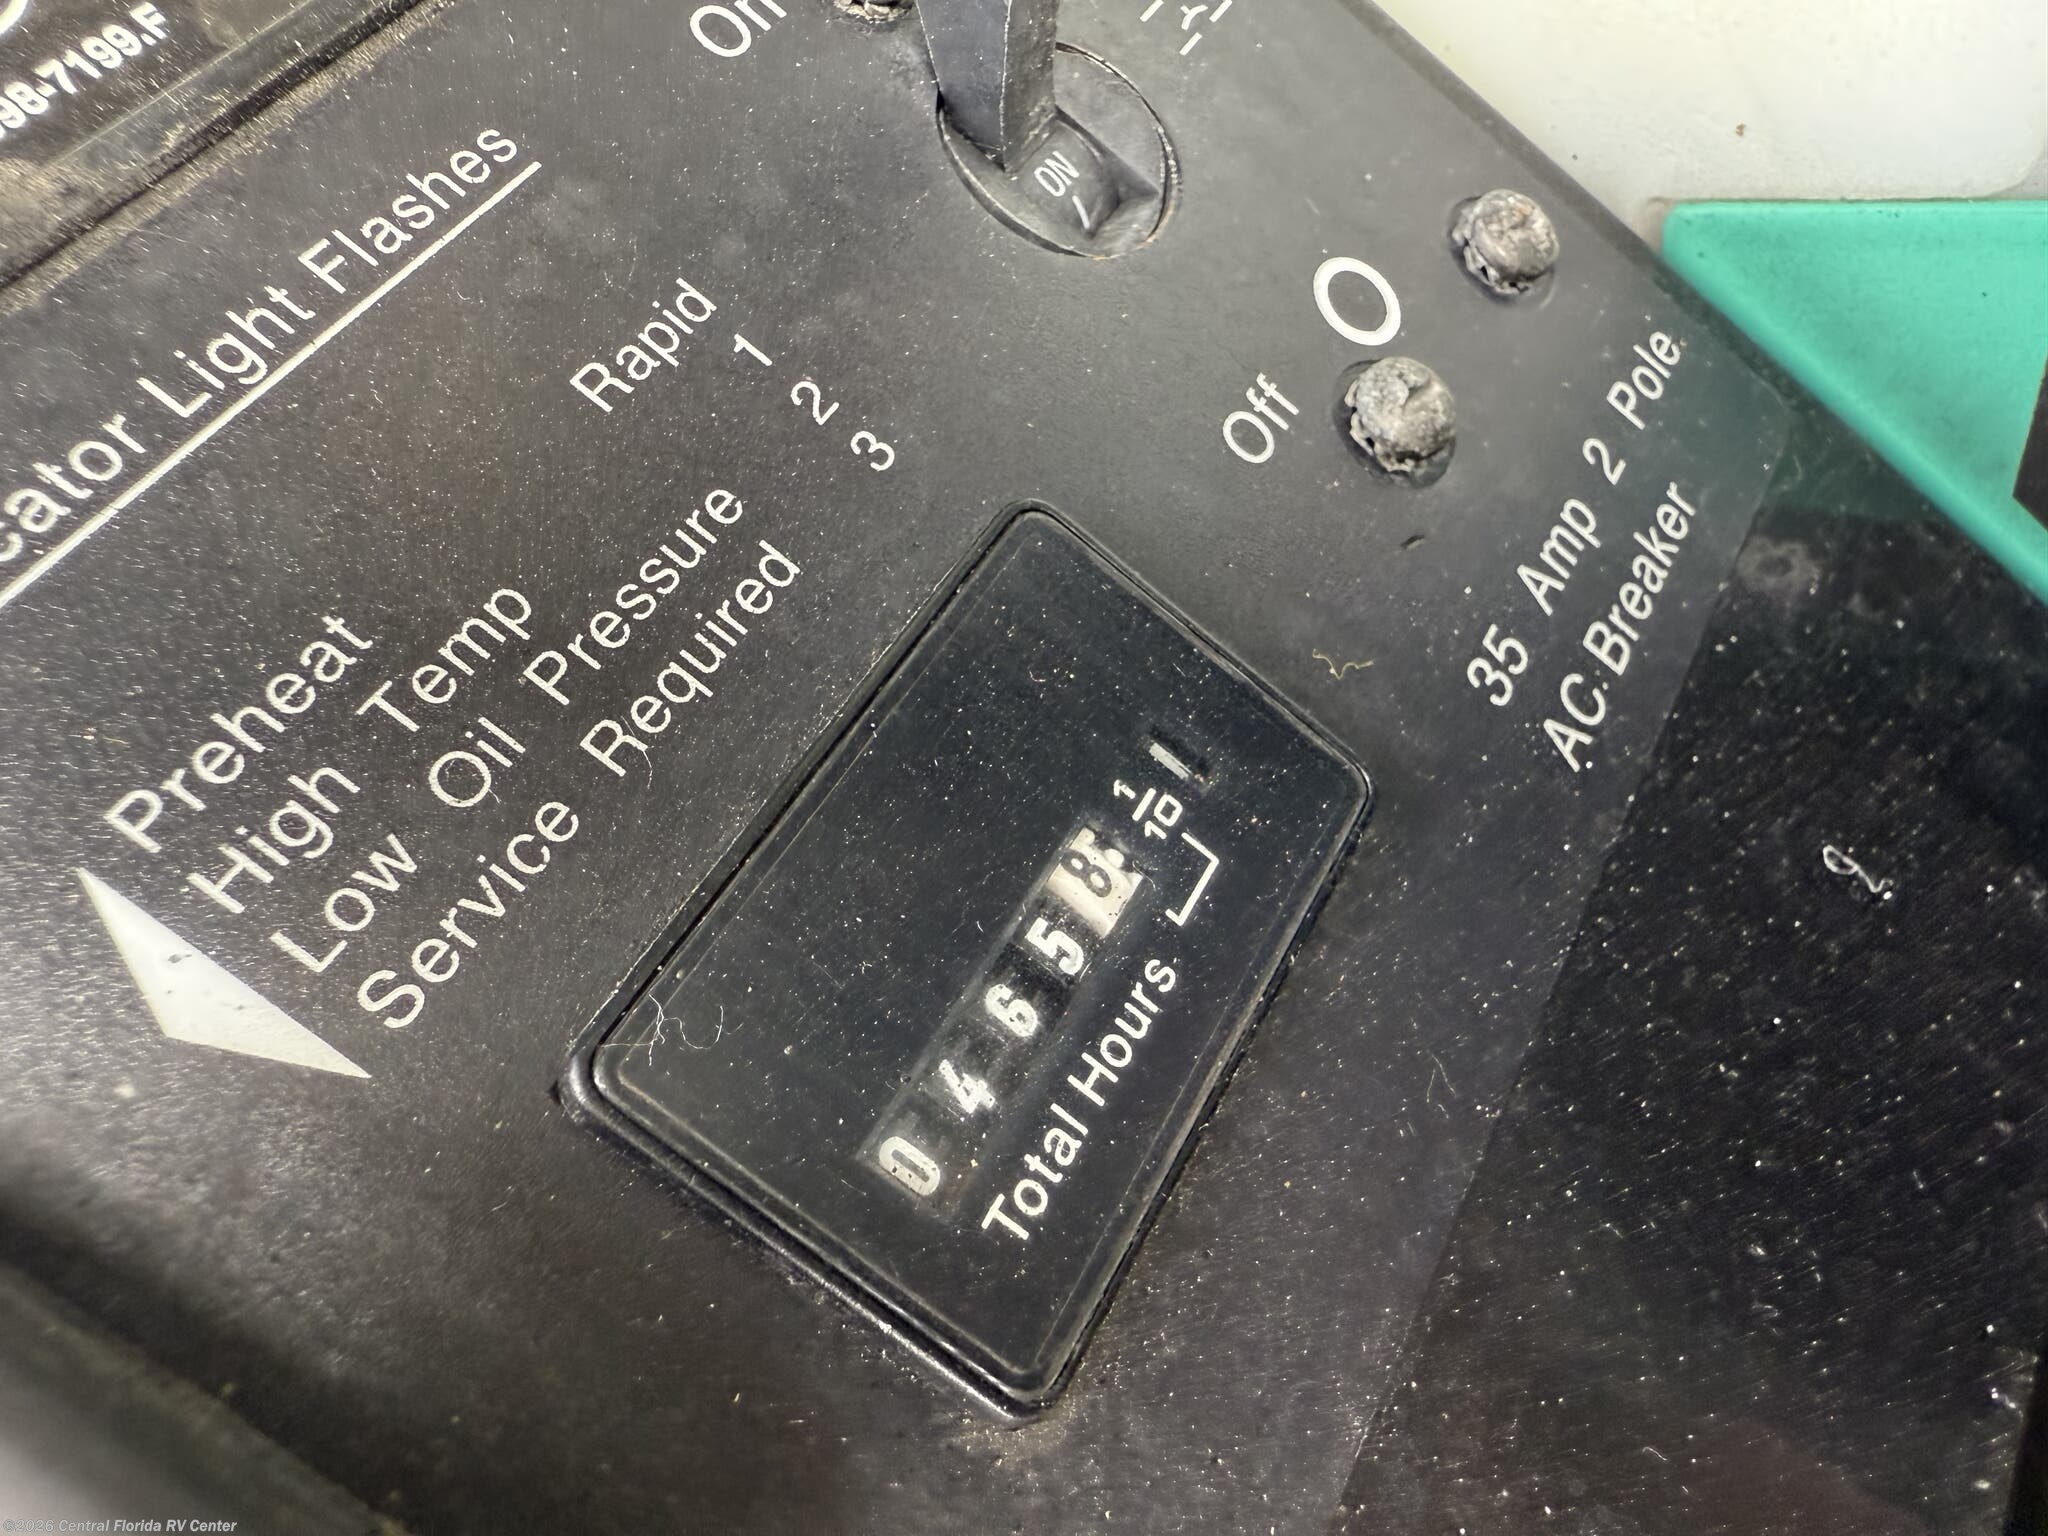 98-7199.F
On
ON
cator Light Flashes
Preheat Rapid
High Temp 1
Low Oil Pressure 2
Service Required 3
Off
35 Amp 2 Pole
AC Breaker
04658
1/10
Total Hours
©2026 Central Florida RV Center